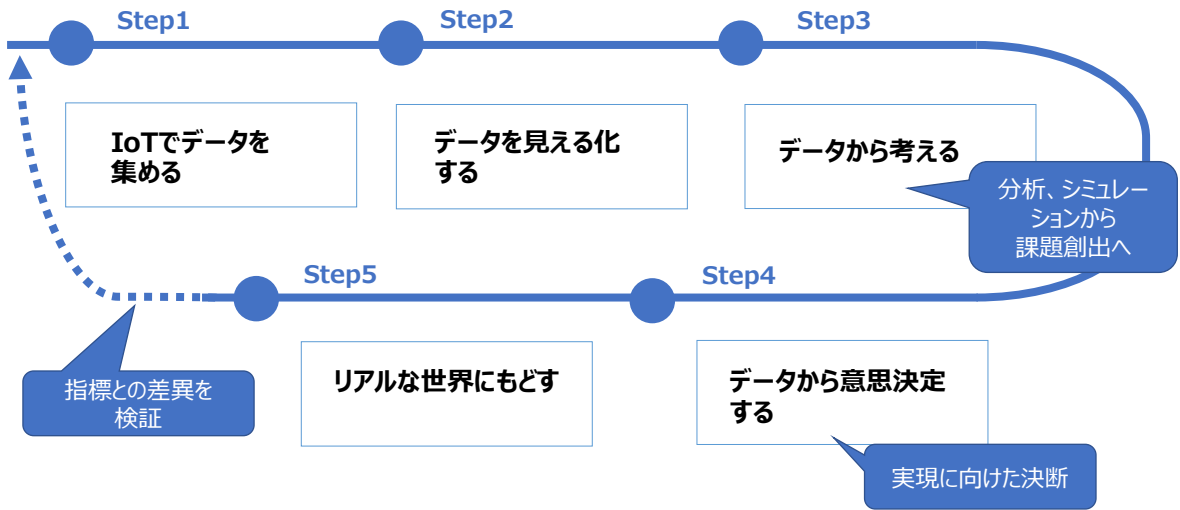 Step1
Step2
Step3
IoTでデータを
集める
データを見える化
する
データから考える
分析、シミュレー
ションから
課題創出へ
Step5
Step4
指標との差異を
検証
リアルな世界にもどす
データから意思決定
する
実現に向けた決断